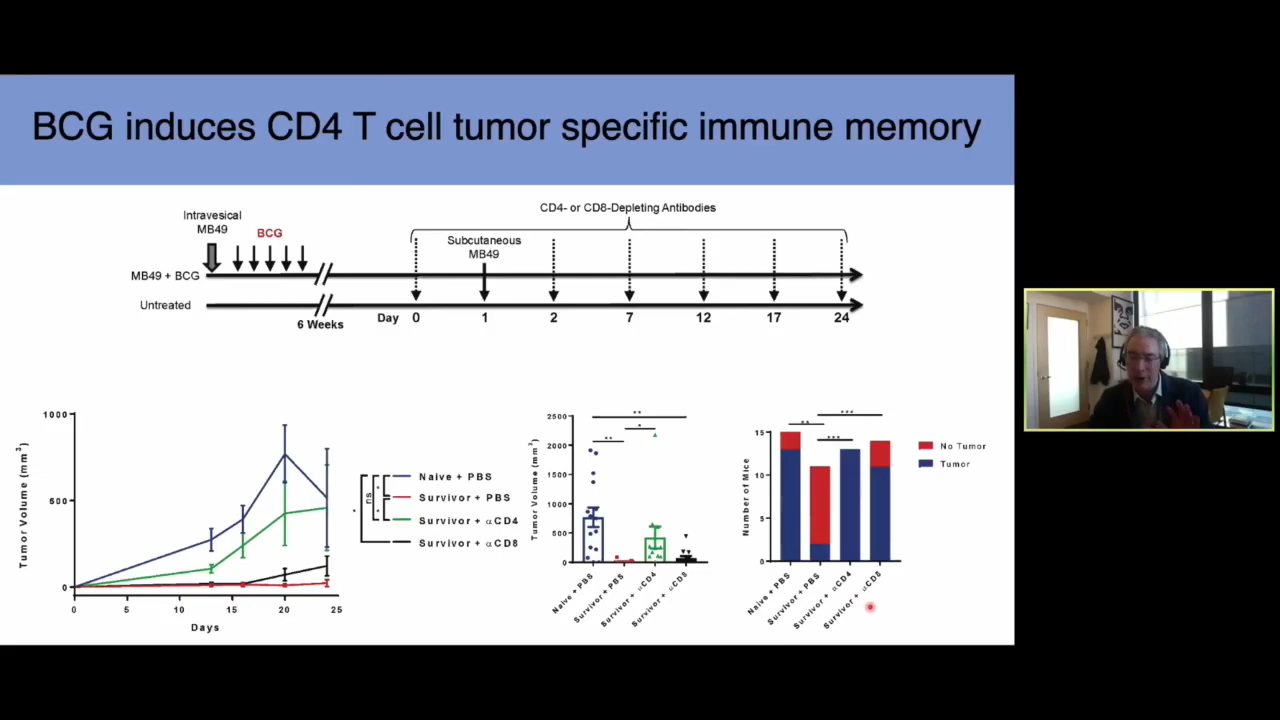 BCG induces CD4 T cell tumor specific immune memory
CD4- or CD8-Depleting Antibodies
Intravesical
MB49
BCG
Subcutaneous
MB49
MB49 + BCG
Untreated
6 Weeks
Day 0 1 2 7 12 17 24
Tumor Volume (mm³)
1000
500
0
0 5 10 15 20 25
Days
ns
*
*
*
Naive + PBS
Survivor + PBS
Survivor + αCD4
Survivor + αCD8
Tumor Volume (mm³)
2500
2000
1500
1000
500
0
**
*
**
Naive + PBS
Survivor + PBS
Survivor + αCD4
Survivor + αCD8
Number of Mice
15
10
5
0
***
**
***
Naive + PBS
Survivor + PBS
Survivor + αCD4
Survivor + αCD8
No Tumor
Tumor